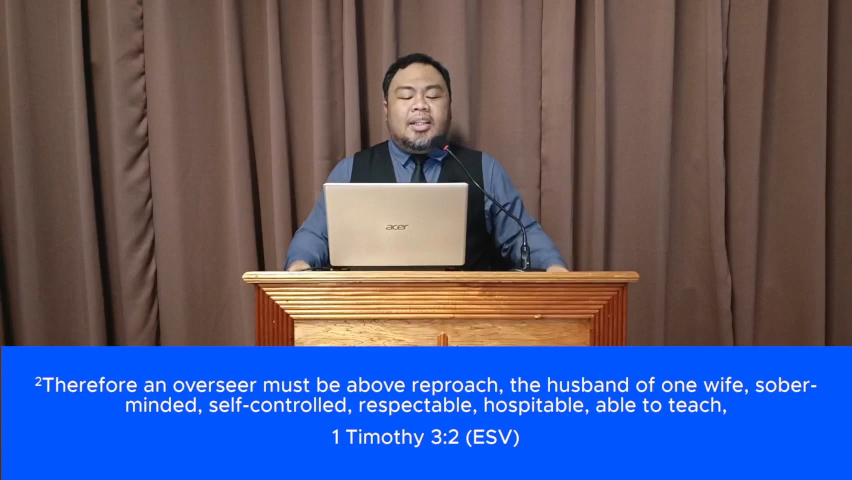 acer
²Therefore an overseer must be above reproach, the husband of one wife, sober-
minded, self-controlled, respectable, hospitable, able to teach,
1 Timothy 3:2 (ESV)